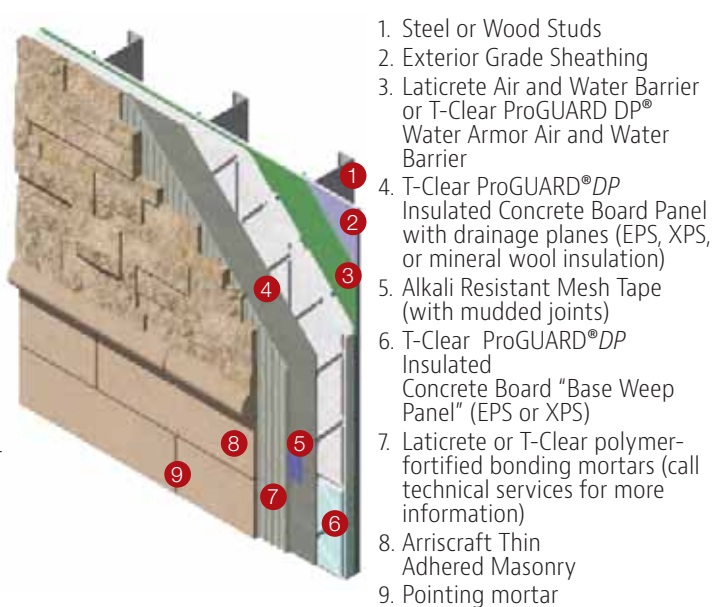 1. Steel or Wood Studs
2. Exterior Grade Sheathing
3. Laticrete Air and Water Barrier
or T-Clear ProGUARD DP®
Water Armor Air and Water
Barrier
4. T-Clear ProGUARD®DP
Insulated Concrete Board Panel
with drainage planes (EPS, XPS,
or mineral wool insulation)
5. Alkali Resistant Mesh Tape
(with mudded joints)
6. T-Clear ProGUARD®DP
Insulated
Concrete Board “Base Weep
Panel” (EPS or XPS)
7. Laticrete or T-Clear polymer-
fortified bonding mortars (call
technical services for more
information)
8. Arriscraft Thin
Adhered Masonry
9. Pointing mortar
1
2
3
4
5
6
7
8
9